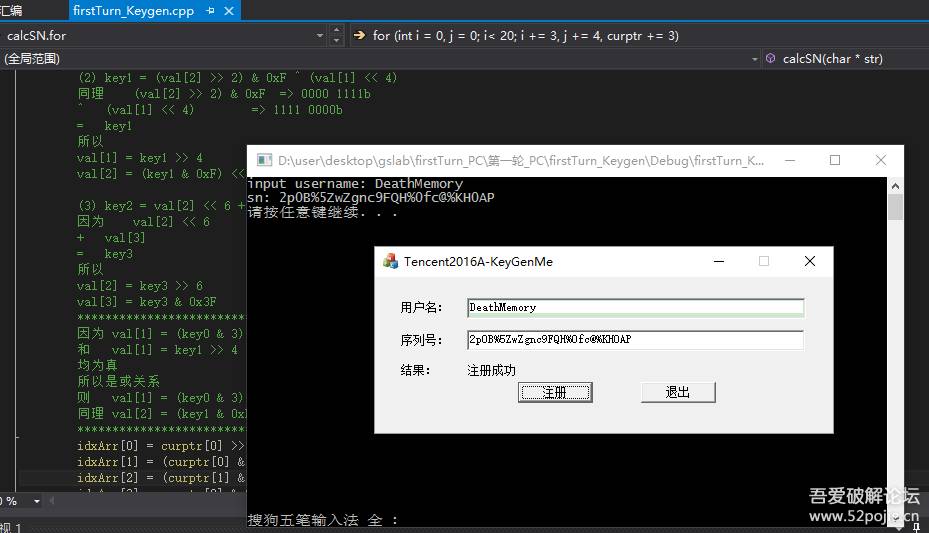 汇编
firstTurn_Keygen.cpp
calcSN.for
for (int i = 0, j = 0; i< 20; i += 3, j += 4, curptr += 3)
(全局范围)
calcSN(char * str)
(2) key1 = (val[2] >> 2) & 0xF ^ (val[1] << 4)
同理 (val[2] >> 2) & 0xF => 0000 1111b
^ (val[1] << 4) => 1111 0000b
= key1
所以
val[1] = key1 >> 4
val[2] = (key1 & 0xF) <<
(3) key2 = val[2] << 6 +
因为 val[2] << 6
+ val[3]
= key3
所以
val[2] = key3 >> 6
val[3] = key3 & 0x3F
因为 val[1] = (key0 & 3)
和 val[1] = key1 >> 4
均为真
所以是或关系
则 val[1] = (key0 & 3)
同理 val[2] = (key1 & 0x
idxArr[0] = curptr[0] >>
idxArr[1] = (curptr[0] &
idxArr[2] = (curptr[1] &
0 %
视 1
D:\user\desktop\gslab\firstTurn_PC\第一轮_PC\firstTurn_Keygen\Debug\firstTurn_K...
input username: DeathMemory
sn: 2pOB%5ZwZgnc9FQH%Ofc@%KHOAP
请按任意键继续. . .
Tencent2016A-KeyGenMe
用户名:
DeathMemory
序列号:
2pOB%5ZwZgnc9FQH%Ofc@%KHOAP
结果:
注册成功
注册
退出
搜狗五笔输入法 全 :
吾爱破解论坛
www.52pojie.cn